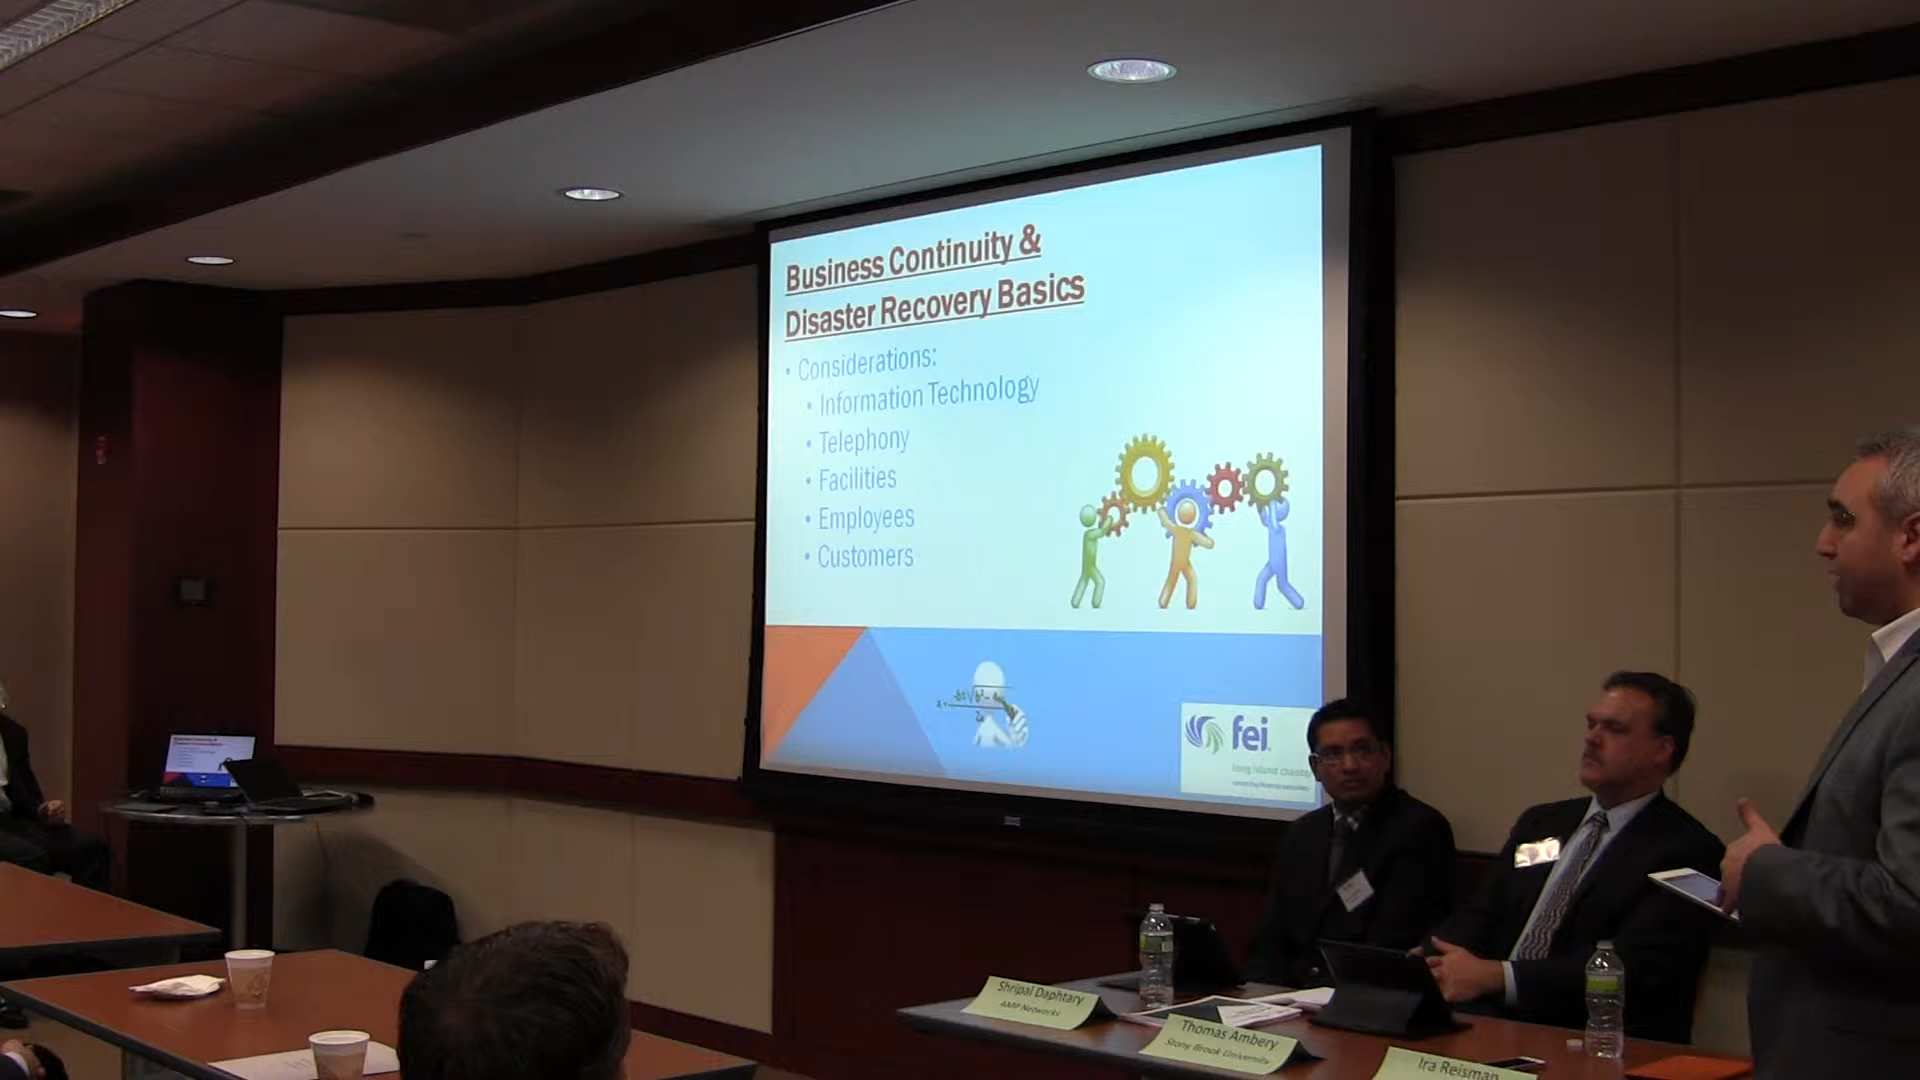 Business Continuity &
Disaster Recovery Basics
• Considerations:
• Information Technology
• Telephony
• Facilities
• Employees
• Customers
fei
long island chapter
Shripal Daphtary
AMP Networks
Thomas Ambery
Stony Brook University
Ira Reisman